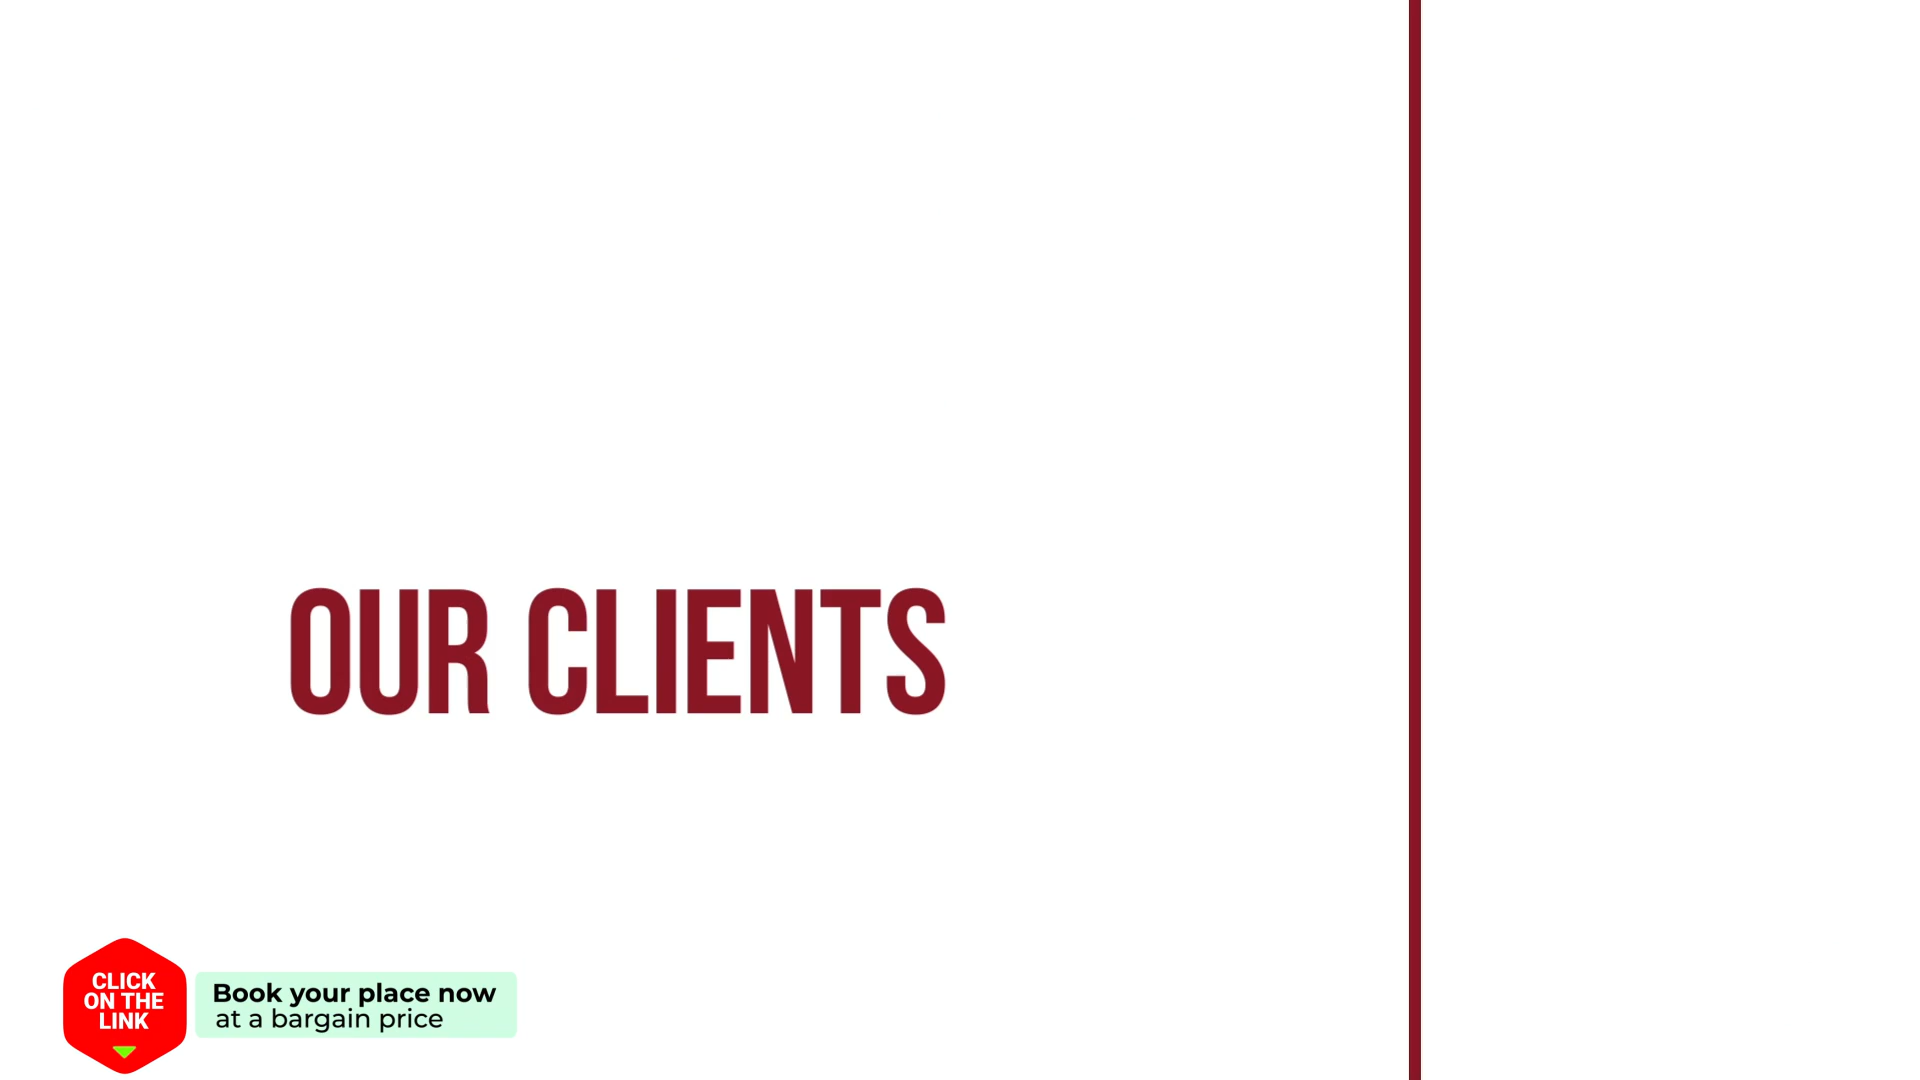 OUR CLIENTS
CLICK
ON THE
LINK
Book your place now
at a bargain price